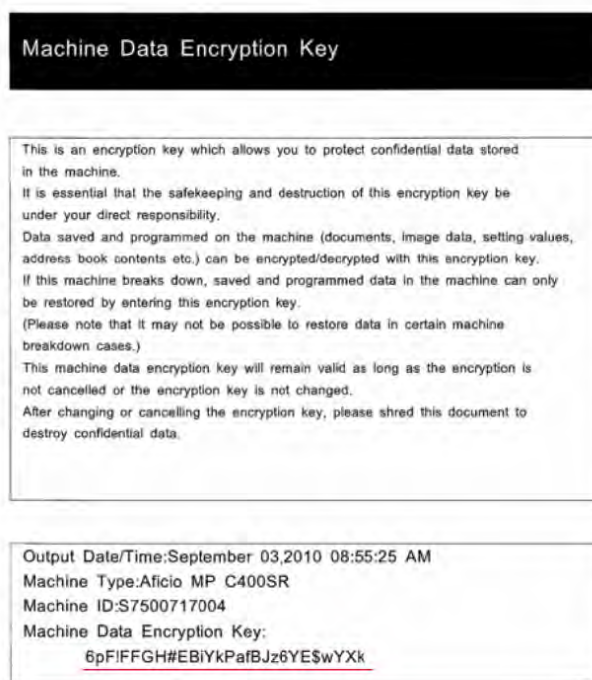 Machine Data Encryption Key
This is an encryption key which allows you to protect confidential data stored
in the machine.
It is essential that the safekeeping and destruction of this encryption key be
under your direct responsibility.
Data saved and programmed on the machine (documents, image data, setting values,
address book contents etc.) can be encrypted/decrypted with this encryption key.
If this machine breaks down, saved and programmed data in the machine can only
be restored by entering this encryption key.
(Please note that it may not be possible to restore data in certain machine
breakdown cases.)
This machine data encryption key will remain valid as long as the encryption is
not cancelled or the encryption key is not changed.
After changing or cancelling the encryption key, please shred this document to
destroy confidential data.
Output Date/Time:September 03,2010 08:55:25 AM
Machine Type:Aficio MP C400SR
Machine ID:S7500717004
Machine Data Encryption Key:
6pF!FFGH#EBiYkPafBJz6YE$wYXk